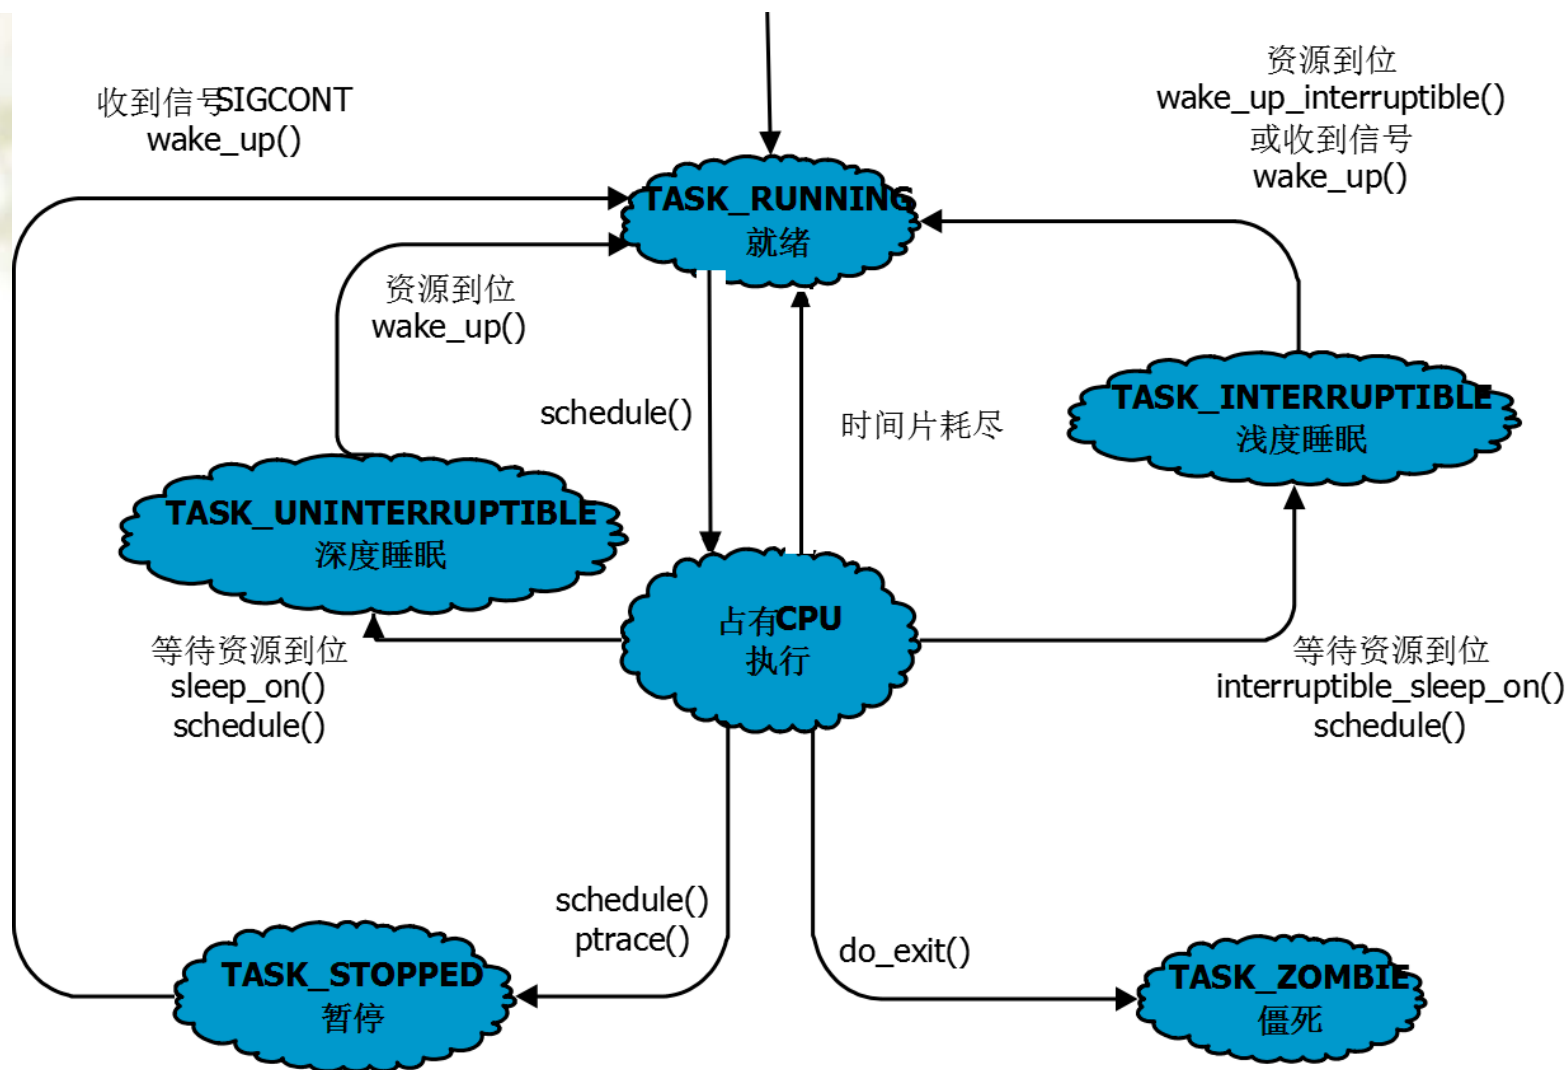 收到信号SIGCONT
wake_up()
资源到位
wake_up_interruptible()
或收到信号
wake_up()
TASK_RUNNING
就绪
资源到位
wake_up()
schedule()
时间片耗尽
TASK_INTERRUPTIBLE
浅度睡眠
TASK_UNINTERRUPTIBLE
深度睡眠
占有CPU
执行
等待资源到位
sleep_on()
schedule()
等待资源到位
interruptible_sleep_on()
schedule()
schedule()
ptrace()
do_exit()
TASK_STOPPED
暂停
TASK_ZOMBIE
僵死